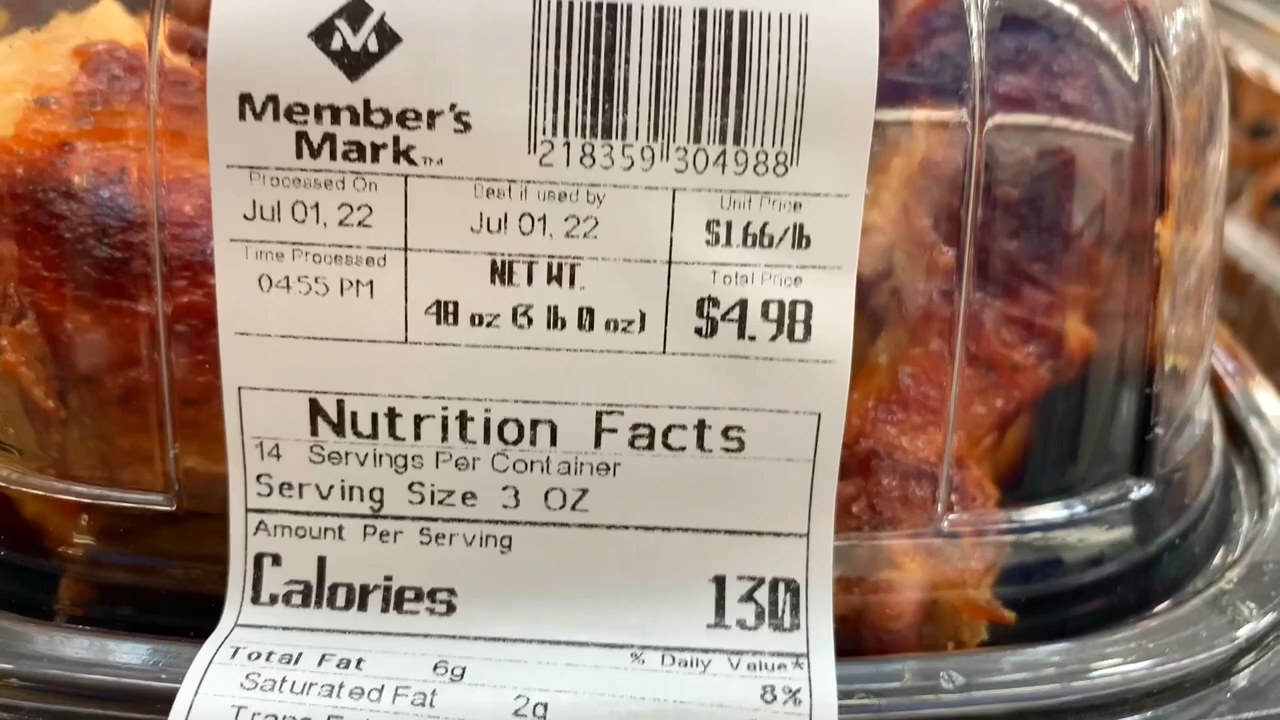 Member's
Mark™
218359 304988
Processed On
Jul 01, 22
Best if used by
Jul 01, 22
Unit Price
$1.66/lb
Time Processed
04:55 PM
NET WT.
48 oz (3 lb 0 oz)
Total Price
$4.98
Nutrition Facts
14 Servings Per Container
Serving Size 3 OZ
Amount Per Serving
Calories 130
% Daily Value*
Total Fat 6g 8%
Saturated Fat 2g